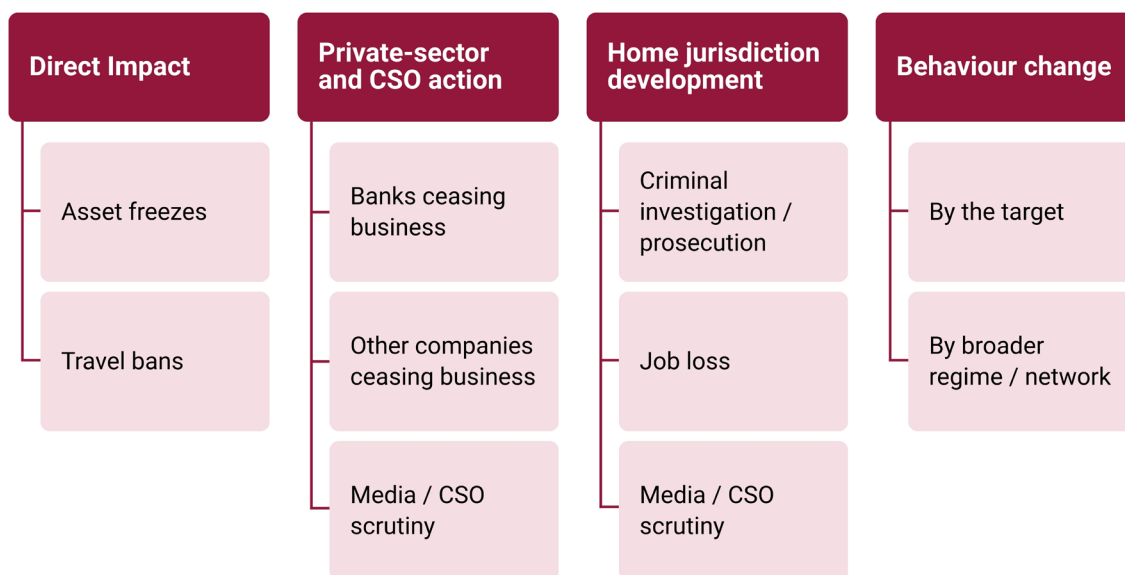 Direct Impact
Asset freezes
Travel bans
Private-sector
and CSO action
Banks ceasing
business
Other companies
ceasing business
Media / CSO
scrutiny
Home jurisdiction
development
Criminal
investigation /
prosecution
Job loss
Media / CSO
scrutiny
Behaviour change
By the target
By broader
regime / network